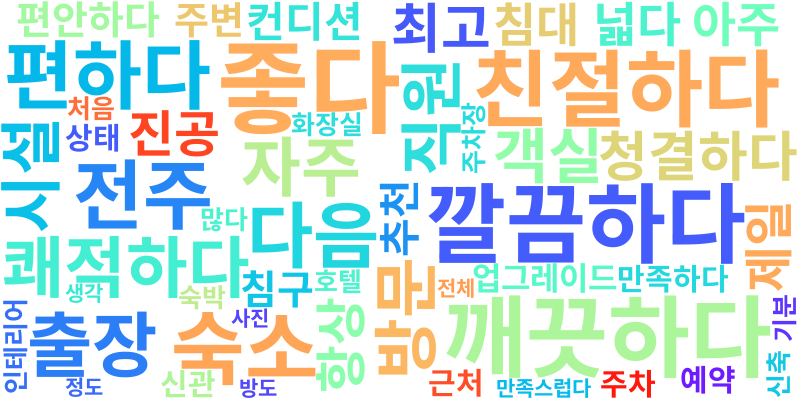 편안하다
주변
컨디션
최고
침대
넓다
아주
편하다
좋다
친절하다
처음
진공
상태
화장실
직원
주차장
객실
청결하다
시설
전주
자주
많다
다음
추천
깔끔하다
제일
쾌적하다
생각
숙박
침구
호텔
방문
전체
업그레이드
만족하다
인테리어
출장
사진
숙소
항상
깨끗하다
기분
정도
신관
방도
근처
만족스럽다
주차
예약
신축